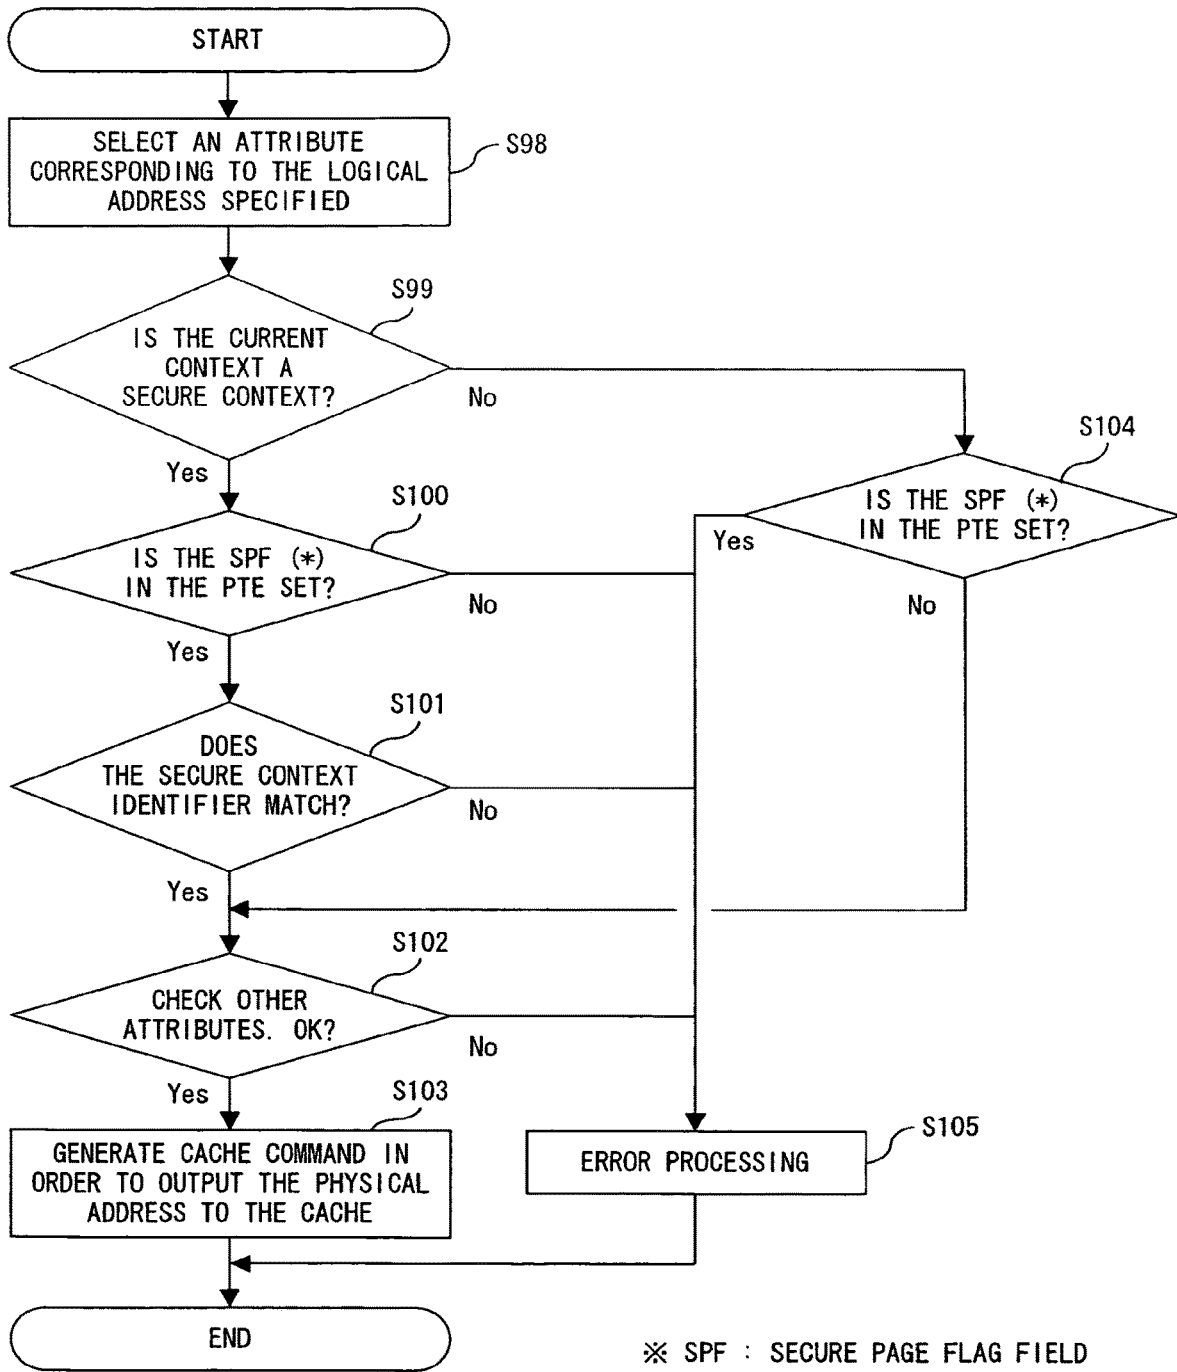 START
SELECT AN ATTRIBUTE
CORRESPONDING TO THE LOGICAL
ADDRESS SPECIFIED
S98
S99
IS THE CURRENT
CONTEXT A
SECURE CONTEXT?
No
Yes
S104
IS THE SPF (*)
IN THE PTE SET?
Yes
No
S100
IS THE SPF (*)
IN THE PTE SET?
No
Yes
S101
DOES
THE SECURE CONTEXT
IDENTIFIER MATCH?
No
Yes
S102
CHECK OTHER
ATTRIBUTES. OK?
No
Yes
S103
GENERATE CACHE COMMAND IN
ORDER TO OUTPUT THE PHYSICAL
ADDRESS TO THE CACHE
S105
ERROR PROCESSING
END
※ SPF : SECURE PAGE FLAG FIELD